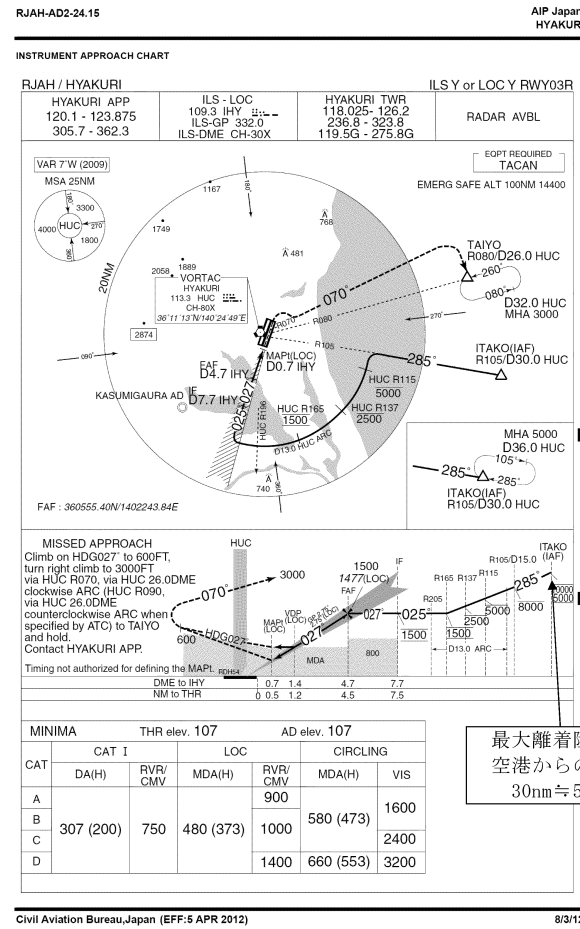 RJAH-AD2-24.15
AIP Japan
HYAKUR
INSTRUMENT APPROACH CHART
RJAH / HYAKURI
ILS Y or LOC Y RWY03R
HYAKURI APP
120.1 - 123.875
305.7 - 362.3
ILS - LOC
109.3 IHY
ILS-GP 332.0
ILS-DME CH-30X
HYAKURI TWR
118.025- 126.2
236.8 - 323.8
119.5G - 275.8G
RADAR AVBL
VAR 7°W (2009)
MSA 25NM
180°
3300
4000
HUC
270°
1800
360°
EQPT REQUIRED
TACAN
EMERG SAFE ALT 100NM 14400
20NM
1167
180°
768
1749
481
2058
1889
VORTAC
HYAKURI
113.3 HUC
CH-80X
36°11'13"N/140°24'49"E
2874
090°
TAIYO
R080/D26.0 HUC
260°
080°
D32.0 HUC
MHA 3000
270°
070°
R070
R080
R105
ITAKO(IAF)
R105/D30.0 HUC
285°
MAPt(LOC)
D0.7 IHY
FAF
D4.7 IHY
HUC R115
5000
KASUMIGAURA AD
IF
D7.7 IHY
025°
027°
HUC R196
HUC R165
1500
HUC R137
2500
D13.0 HUC ARC
740
360°
MHA 5000
D36.0 HUC
105°
285°
285°
ITAKO(IAF)
R105/D30.0 HUC
FAF : 360555.40N/1402243.84E
MISSED APPROACH
Climb on HDG027° to 600FT,
turn right climb to 3000FT
via HUC R070, via HUC 26.0DME
clockwise ARC (HUC R090,
via HUC 26.0DME
counterclockwise ARC when
specified by ATC) to TAIYO
and hold.
Contact HYAKURI APP.
Timing not authorized for defining the MAPt.
HUC
070°
3000
600
HDG027°
MAPt
(LOC)
VDP
(LOC)
027°
1500
1477(LOC)
FAF
027°
IF
025°
R205
R165
R137
R115
R105/D15.0
285°
ITAKO
(IAF)
5000
8000
5000
2500
1500
1500
D13.0 ARC
MDA
800
RDH54
DME to IHY
0.7
1.4
4.7
7.7
NM to THR
0
0.5
1.2
4.5
7.5
MINIMA
THR elev. 107
AD elev. 107
CAT
CAT I
LOC
CIRCLING
DA(H)
RVR/
CMV
MDA(H)
RVR/
CMV
MDA(H)
VIS
A
B
C
D
307 (200)
750
480 (373)
900
1000
1400
580 (473)
660 (553)
1600
2400
3200
最大離着陸
空港からの
30nm≒5
Civil Aviation Bureau,Japan (EFF:5 APR 2012)
8/3/12